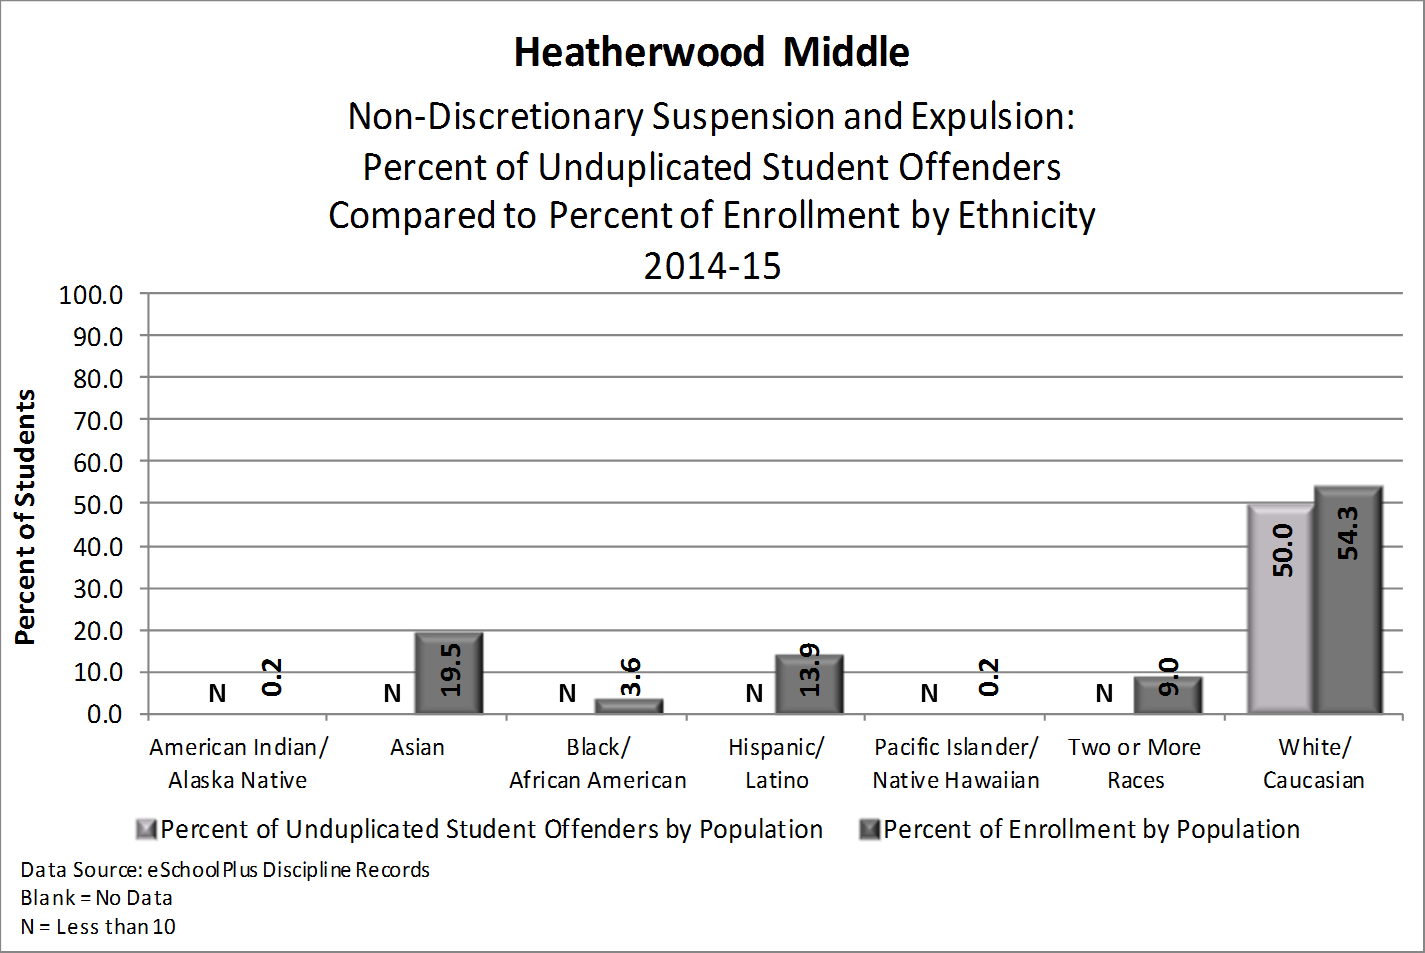 Heatherwood Middle
Non-Discretionary Suspension and Expulsion:
Percent of Unduplicated Student Offenders
Compared to Percent of Enrollment by Ethnicity
2014-15
Percent of Students
100.0
90.0
80.0
70.0
60.0
50.0
40.0
30.0
20.0
10.0
0.0
N 0.2 N 19.5 N 3.6 N 13.9 N 0.2 N 9.0 50.0 54.3
American Indian/ Asian Black/ Hispanic/ Pacific Islander/ Two or More White/
Alaska Native African American Latino Native Hawaiian Races Caucasian
Percent of Unduplicated Student Offenders by Population Percent of Enrollment by Population
Data Source: eSchoolPlus Discipline Records
Blank = No Data
N = Less than 10